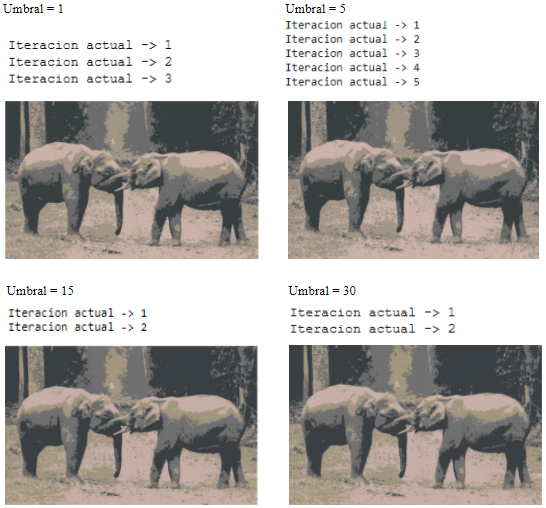 Umbral = 1
Iteracion actual -> 1
Iteracion actual -> 2
Iteracion actual -> 3
Umbral = 5
Iteracion actual -> 1
Iteracion actual -> 2
Iteracion actual -> 3
Iteracion actual -> 4
Iteracion actual -> 5
Umbral = 15
Iteracion actual -> 1
Iteracion actual -> 2
Umbral = 30
Iteracion actual -> 1
Iteracion actual -> 2